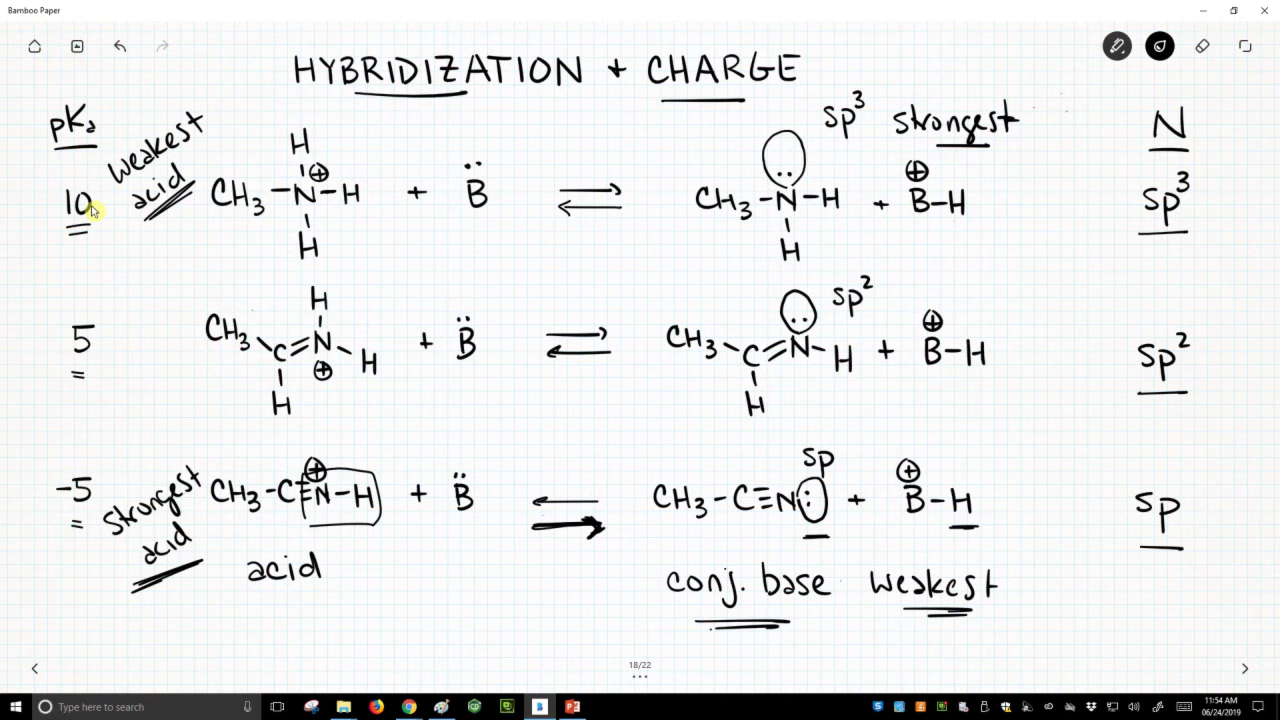 Bamboo Paper
HYBRIDIZATION + CHARGE
pKa
weakest acid
sp³ strongest
N
10
CH₃-N-H + B ⇌ CH₃-N-H + B-H
H
H
⊕
H
⊕
sp³
5
CH₃ C=N H + B ⇌ CH₃ C=N H + B-H
H
H
⊕
sp²
H
⊕
sp²
-5
strongest acid
CH₃-C≡N-H + B ⇌ CH₃-C≡N: + B-H
⊕
sp
⊕
sp
acid
conj. base weakest
18/22
Type here to search
11:54 AM
06/24/2019